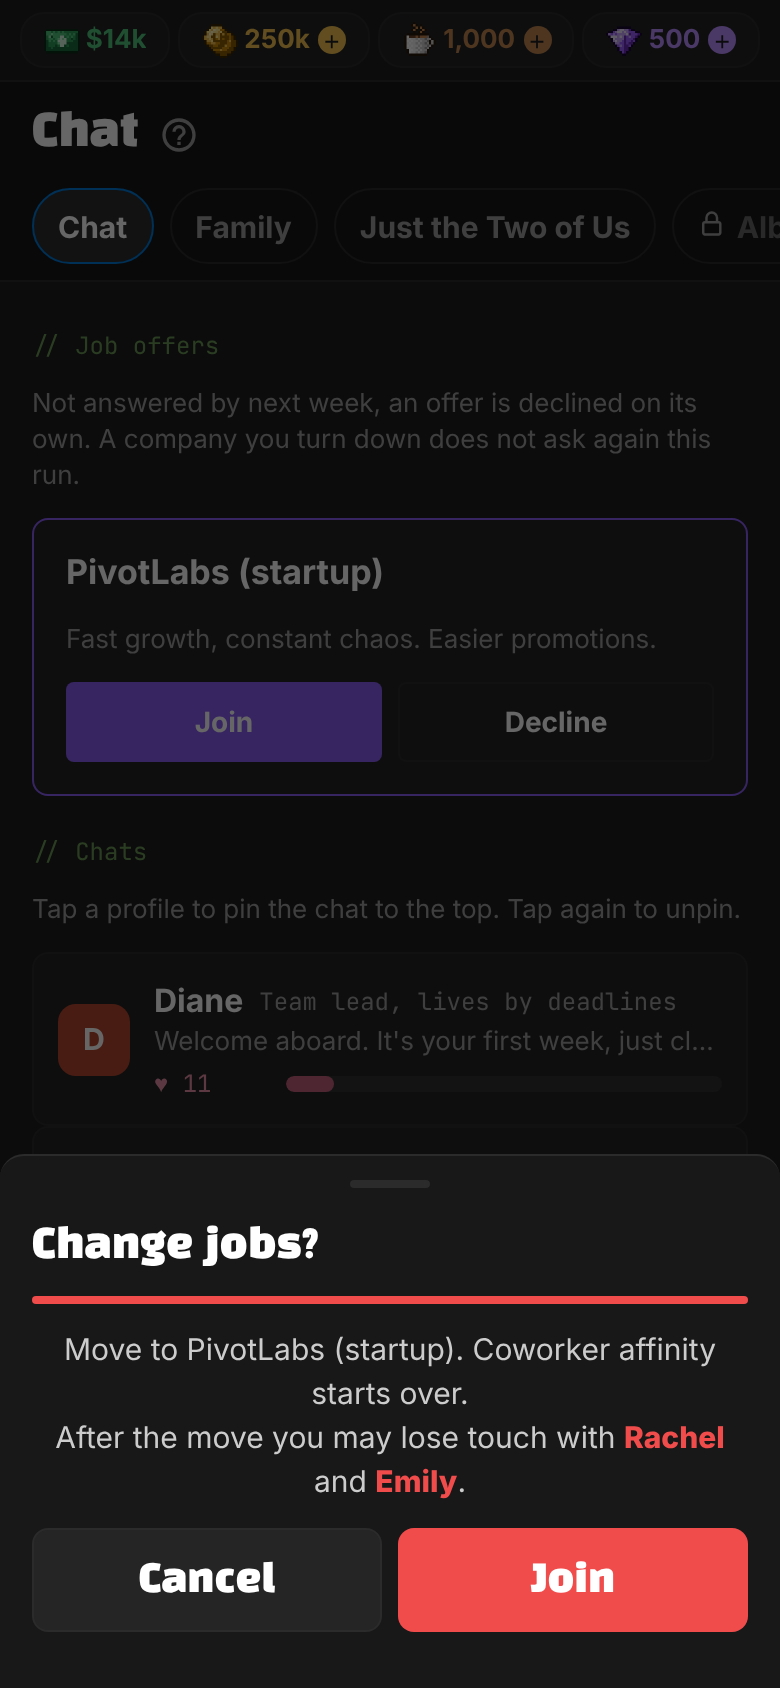 $14k 250k + 1,000 + 500 +
Chat ?
Chat Family Just the Two of Us Alb
// Job offers
Not answered by next week, an offer is declined on its
own. A company you turn down does not ask again this
run.
PivotLabs (startup)
Fast growth, constant chaos. Easier promotions.
Join Decline
// Chats
Tap a profile to pin the chat to the top. Tap again to unpin.
Diane Team lead, lives by deadlines
D
Welcome aboard. It's your first week, just cl...
♥ 11
Change jobs?
Move to PivotLabs (startup). Coworker affinity
starts over.
After the move you may lose touch with Rachel
and Emily.
Cancel Join